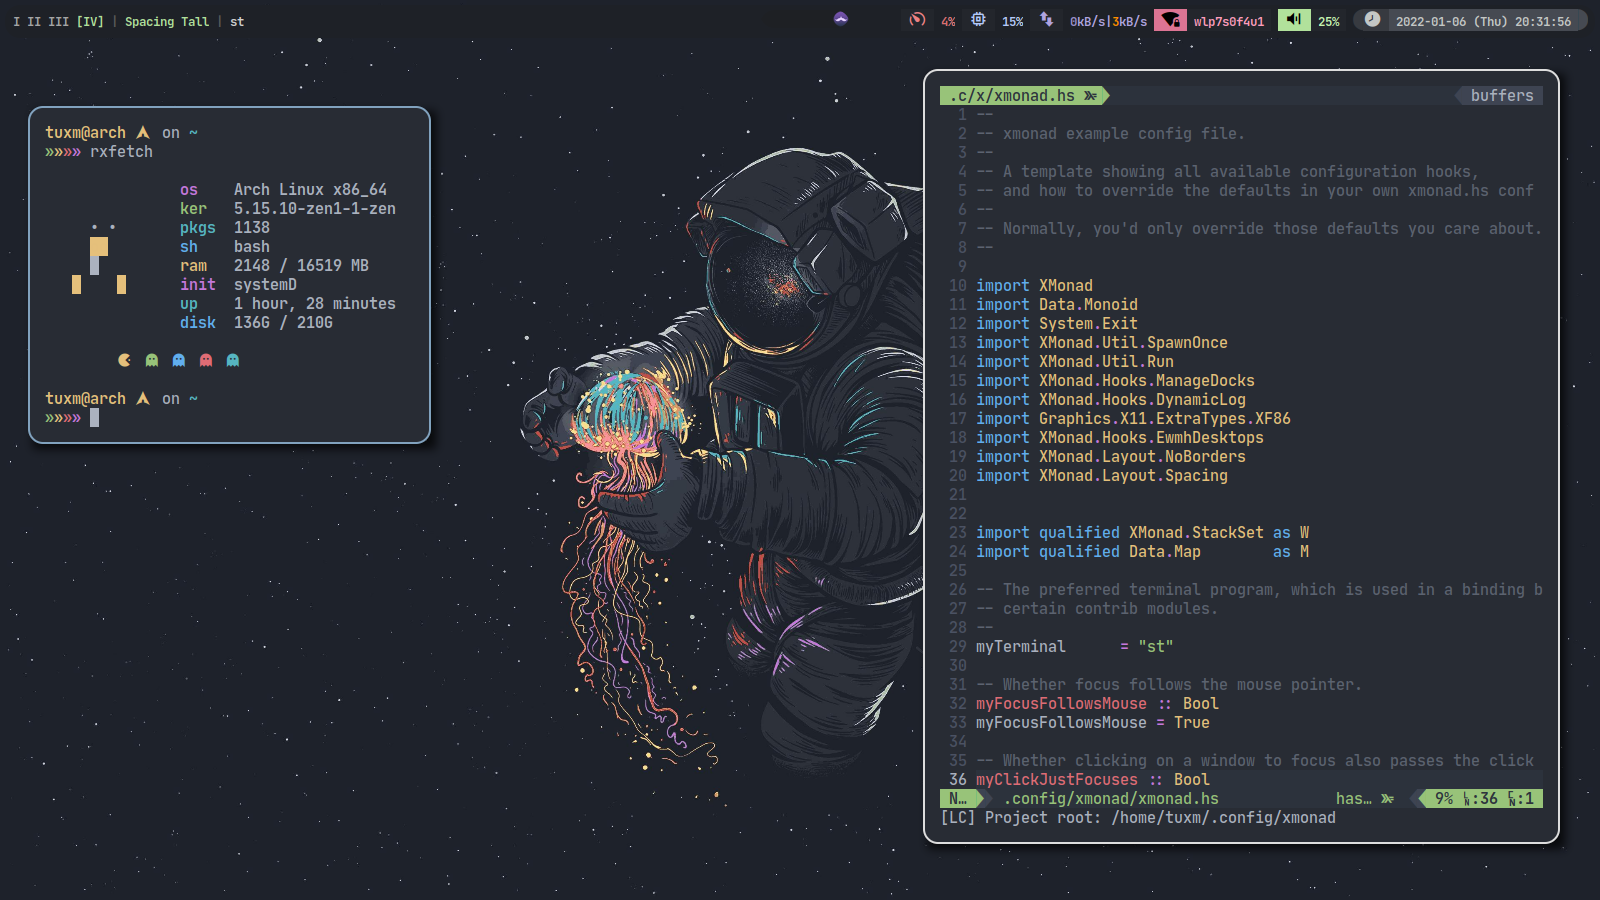 I II III [IV] | Spacing Tall | st
4% 15% 0kB/s|3kB/s wlp7s0f4u1 25% 2022-01-06 (Thu) 20:31:56
tuxm@arch on ~
»»»» rxfetch
os Arch Linux x86_64
ker 5.15.10-zen1-1-zen
pkgs 1138
sh bash
ram 2148 / 16519 MB
init systemD
up 1 hour, 28 minutes
disk 136G / 210G
tuxm@arch on ~
»»»»
.c/x/xmonad.hs buffers
1 --
2 -- xmonad example config file.
3 --
4 -- A template showing all available configuration hooks,
5 -- and how to override the defaults in your own xmonad.hs conf
6 --
7 -- Normally, you'd only override those defaults you care about.
8 --
9
10 import XMonad
11 import Data.Monoid
12 import System.Exit
13 import XMonad.Util.SpawnOnce
14 import XMonad.Util.Run
15 import XMonad.Hooks.ManageDocks
16 import XMonad.Hooks.DynamicLog
17 import Graphics.X11.ExtraTypes.XF86
18 import XMonad.Hooks.EwmhDesktops
19 import XMonad.Layout.NoBorders
20 import XMonad.Layout.Spacing
21
22
23 import qualified XMonad.StackSet as W
24 import qualified Data.Map as M
25
26 -- The preferred terminal program, which is used in a binding b
27 -- certain contrib modules.
28 --
29 myTerminal = "st"
30
31 -- Whether focus follows the mouse pointer.
32 myFocusFollowsMouse :: Bool
33 myFocusFollowsMouse = True
34
35 -- Whether clicking on a window to focus also passes the click
36 myClickJustFocuses :: Bool
N… .config/xmonad/xmonad.hs has… 9% LN:36 CN:1
[LC] Project root: /home/tuxm/.config/xmonad